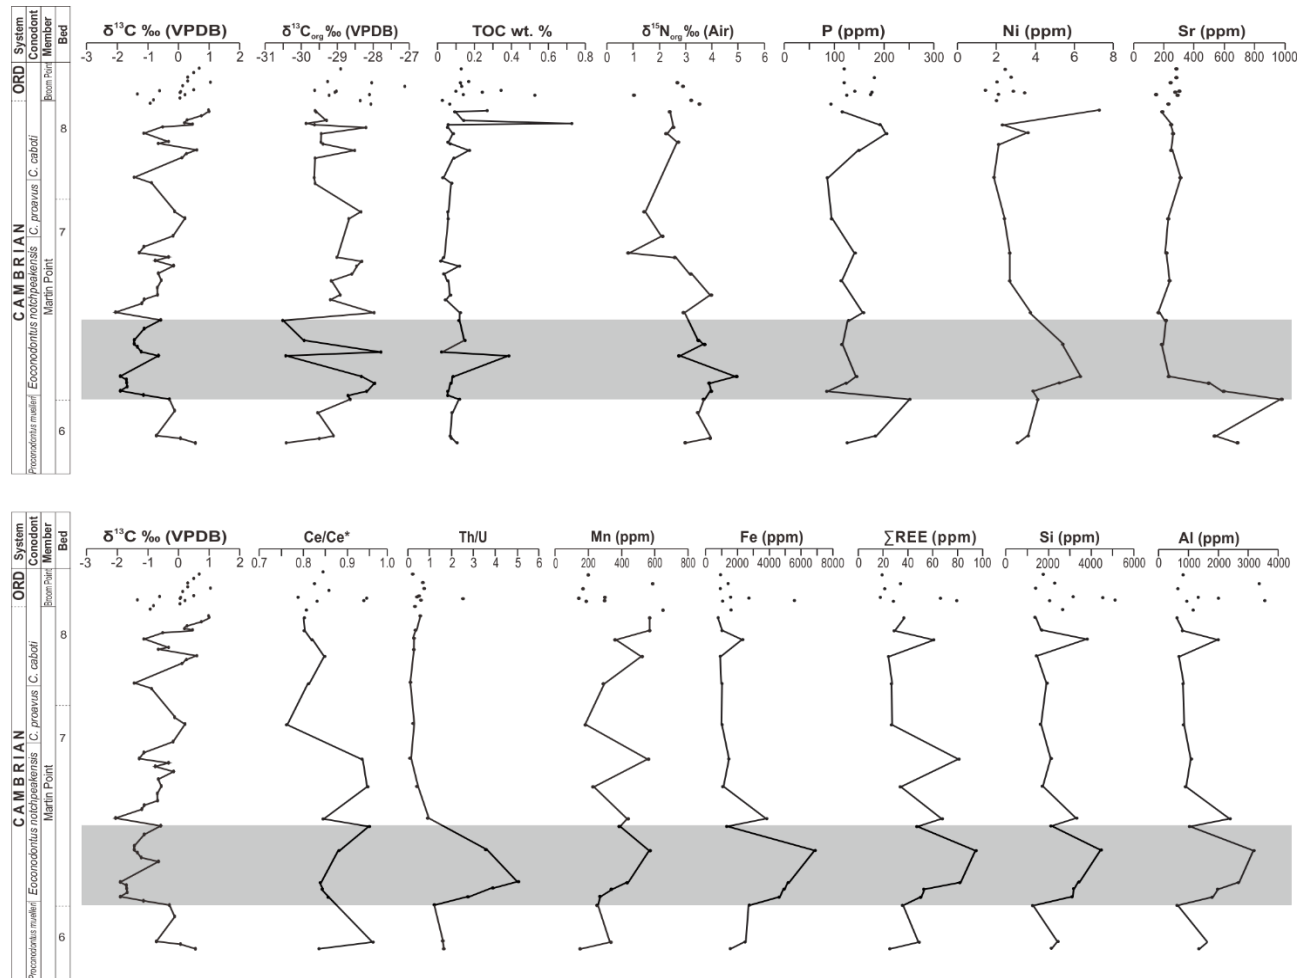 System
Conodont
Member
Bed
δ¹³C ‰ (VPDB)
-3 -2 -1 0 1 2
δ¹³Corg ‰ (VPDB)
-31 -30 -29 -28 -27
TOC wt. %
0 0.1 0.2 0.3 0.4 0.5 0.6 0.7 0.8
δ¹⁵Norg ‰ (Air)
0 1 2 3 4 5 6
P (ppm)
0 100 200 300
Ni (ppm)
0 2 4 6 8
Sr (ppm)
0 200 400 600 800 1000
ORD
CAMBRIAN
Broom Point
Martin Point
C. caboti
C. proavus
Eoconodontus notchpeakensis
Proconodontus muelleri
8
7
6
System
Conodont
Member
Bed
δ¹³C ‰ (VPDB)
-3 -2 -1 0 1 2
Ce/Ce*
0.7 0.8 0.9 1.0
Th/U
0 1 2 3 4 5 6
Mn (ppm)
0 200 400 600 800
Fe (ppm)
0 2000 4000 6000 8000
∑REE (ppm)
0 20 40 60 80 100
Si (ppm)
0 2000 4000 6000
Al (ppm)
0 1000 2000 3000 4000
ORD
CAMBRIAN
Broom Point
Martin Point
C. caboti
C. proavus
Eoconodontus notchpeakensis
Proconodontus muelleri
8
7
6